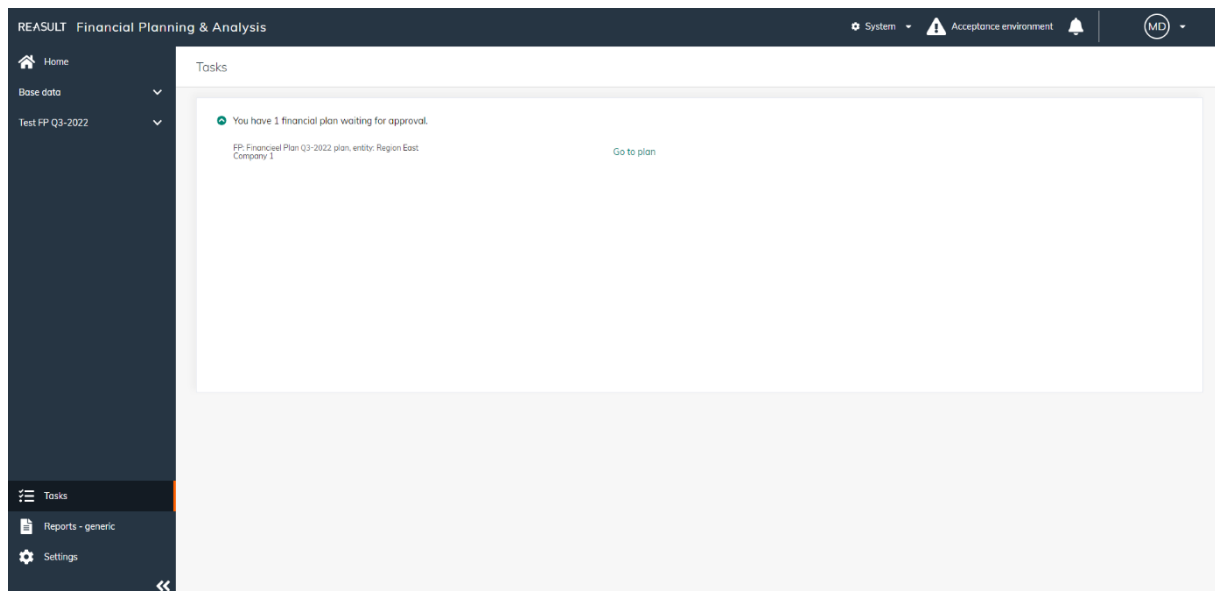 REASULT Financial Planning & Analysis
System
Acceptance environment
MD
Home
Base data
Test FP Q3-2022
Tasks
Reports - generic
Settings
Tasks
You have 1 financial plan waiting for approval.
FP: Financieel Plan Q3-2022 plan, entity: Region East
Company 1
Go to plan